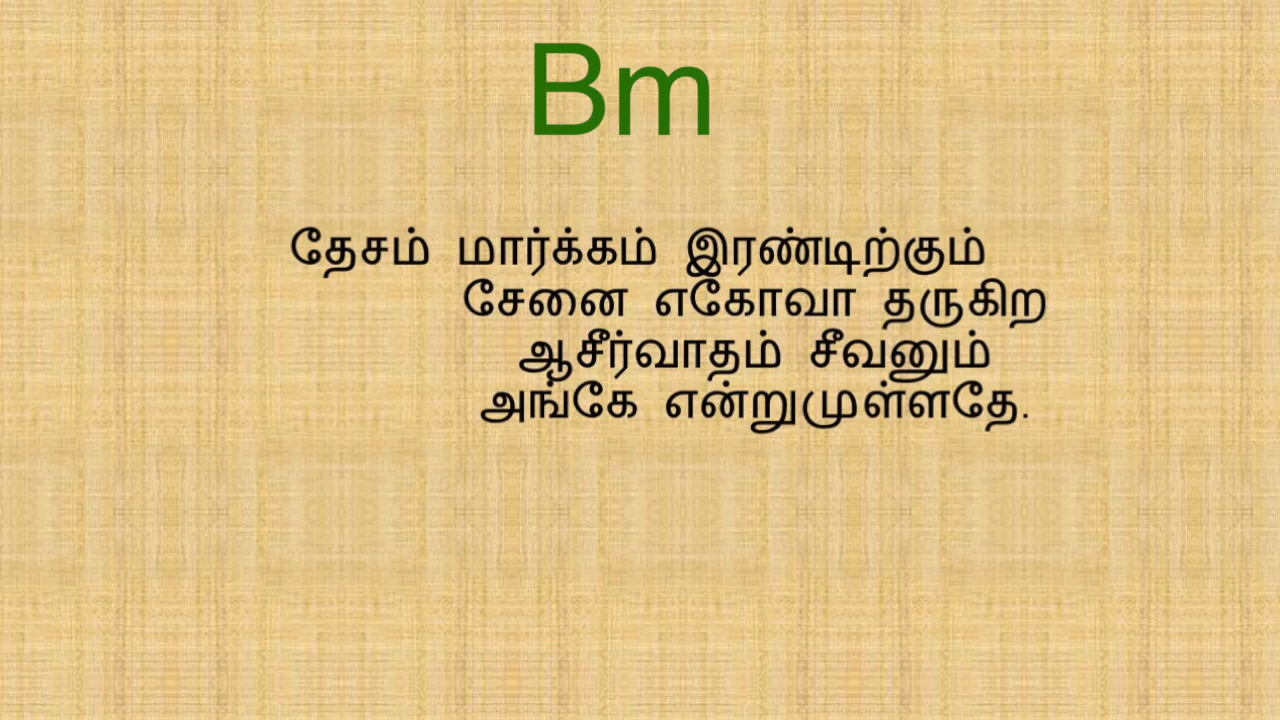 Bm
தேசம் மார்க்கம் இரண்டிற்கும்
சேனை எகோவா தருகிற
ஆசீர்வாதம் சீவனும்
அங்கே என்றுமுள்ளதே.